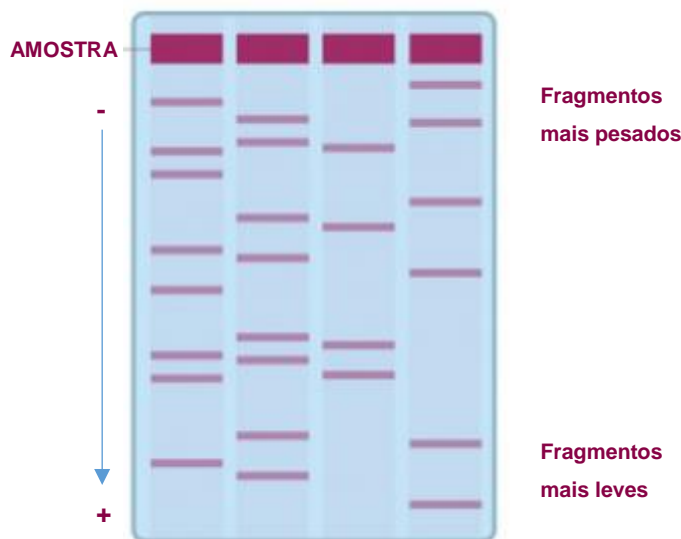 AMOSTRA
-
Fragmentos
mais pesados
Fragmentos
mais leves
+